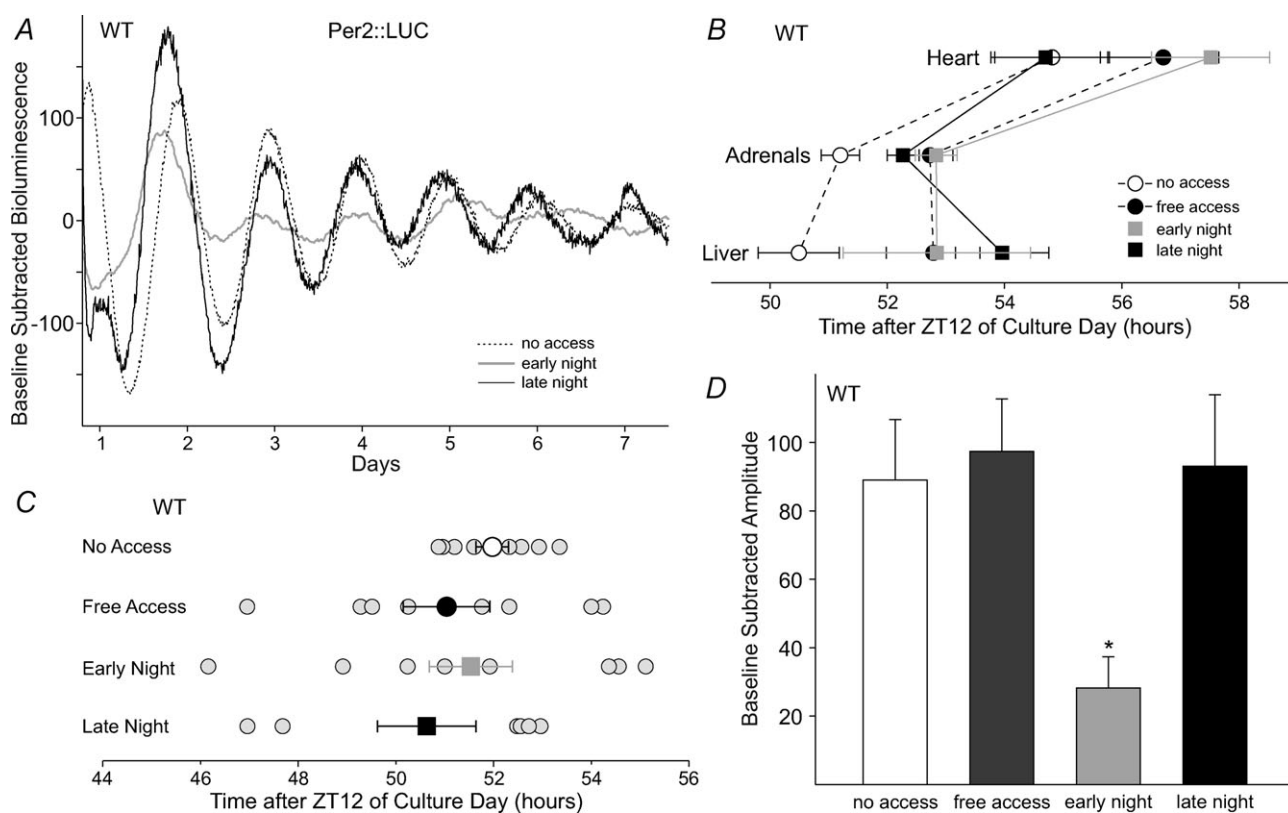 A
WT
Per2::LUC
Baseline Subtracted Bioluminescence
100
0
-100
no access
early night
late night
1 2 3 4 5 6 7
Days
B
WT
Heart
Adrenals
Liver
no access
free access
early night
late night
50 52 54 56 58
Time after ZT12 of Culture Day (hours)
C
WT
No Access
Free Access
Early Night
Late Night
44 46 48 50 52 54 56
Time after ZT12 of Culture Day (hours)
D
WT
Baseline Subtracted Amplitude
100
80
60
40
20
*
no access free access early night late night